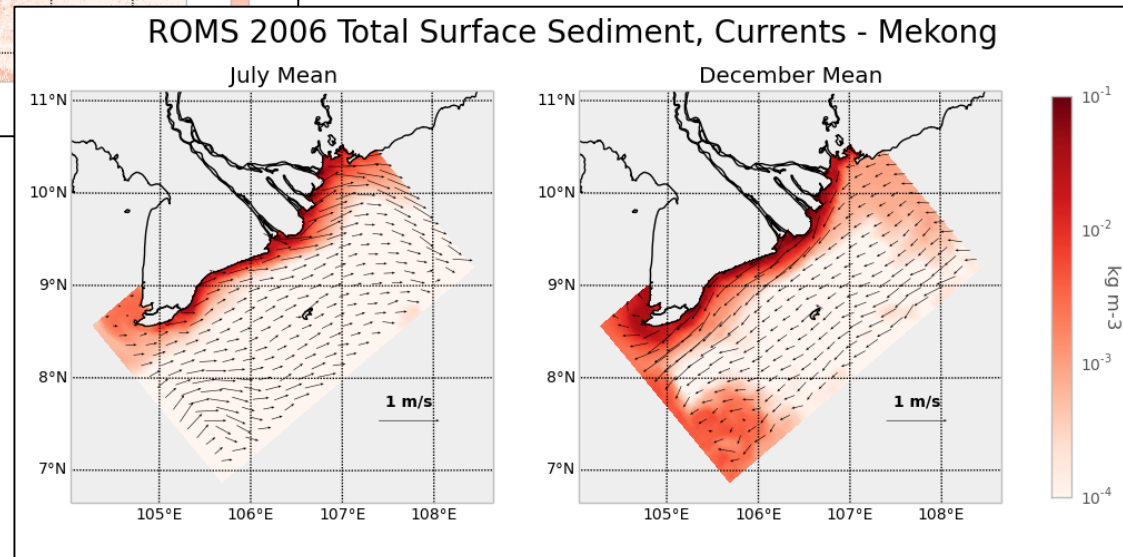 ROMS 2006 Total Surface Sediment, Currents - Mekong
July Mean
December Mean
11°N
10°N
9°N
8°N
7°N
105°E 106°E 107°E 108°E
1 m/s
11°N
10°N
9°N
8°N
7°N
105°E 106°E 107°E 108°E
1 m/s
10⁻¹
10⁻²
10⁻³
10⁻⁴
kg m-3